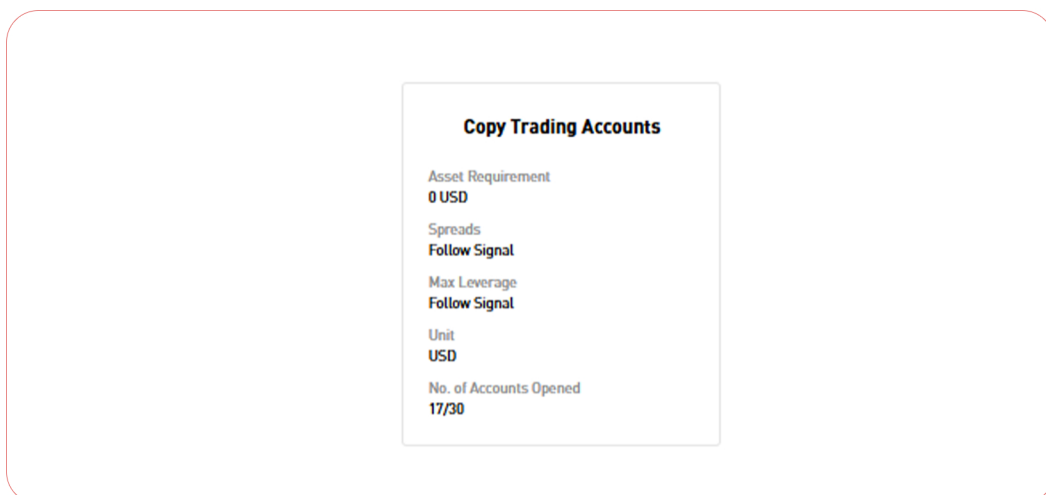 Copy Trading Accounts
Asset Requirement
0 USD
Spreads
Follow Signal
Max Leverage
Follow Signal
Unit
USD
No. of Accounts Opened
17/30